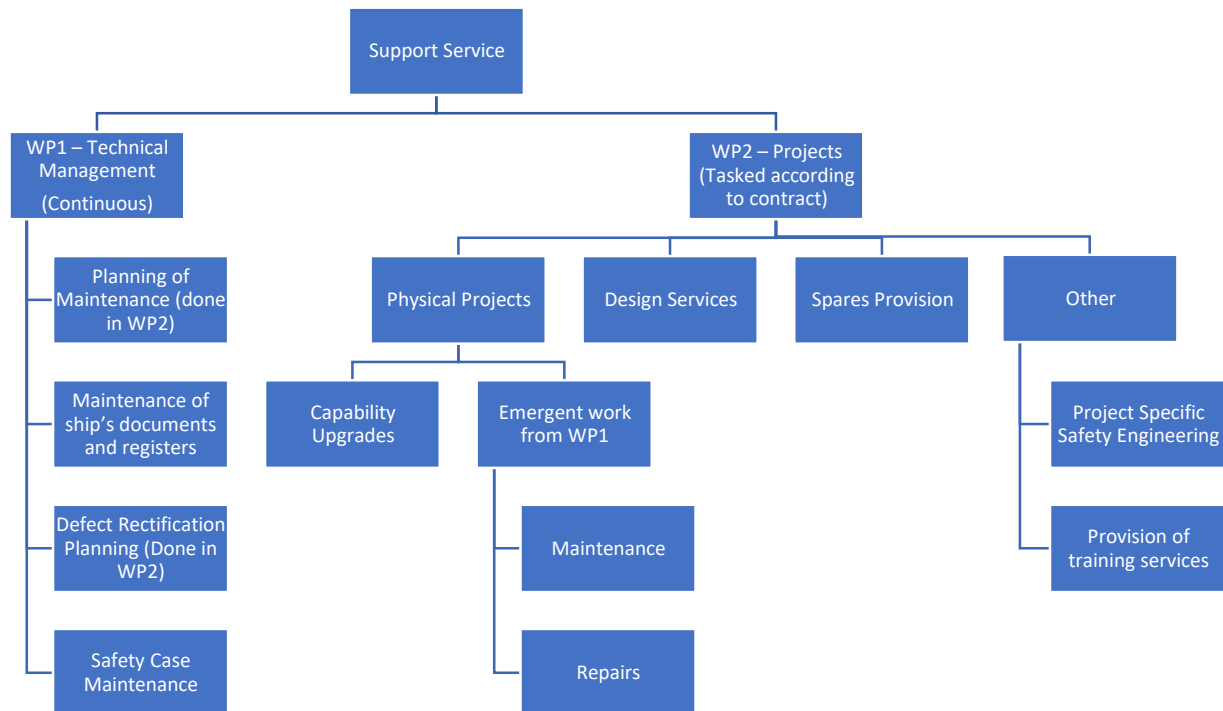 Support Service
WP1 – Technical
Management
(Continuous)
WP2 – Projects
(Tasked according
to contract)
Planning of
Maintenance (done
in WP2)
Maintenance of
ship's documents
and registers
Defect Rectification
Planning (Done in
WP2)
Safety Case
Maintenance
Physical Projects
Design Services
Spares Provision
Other
Capability
Upgrades
Emergent work
from WP1
Maintenance
Repairs
Project Specific
Safety Engineering
Provision of
training services